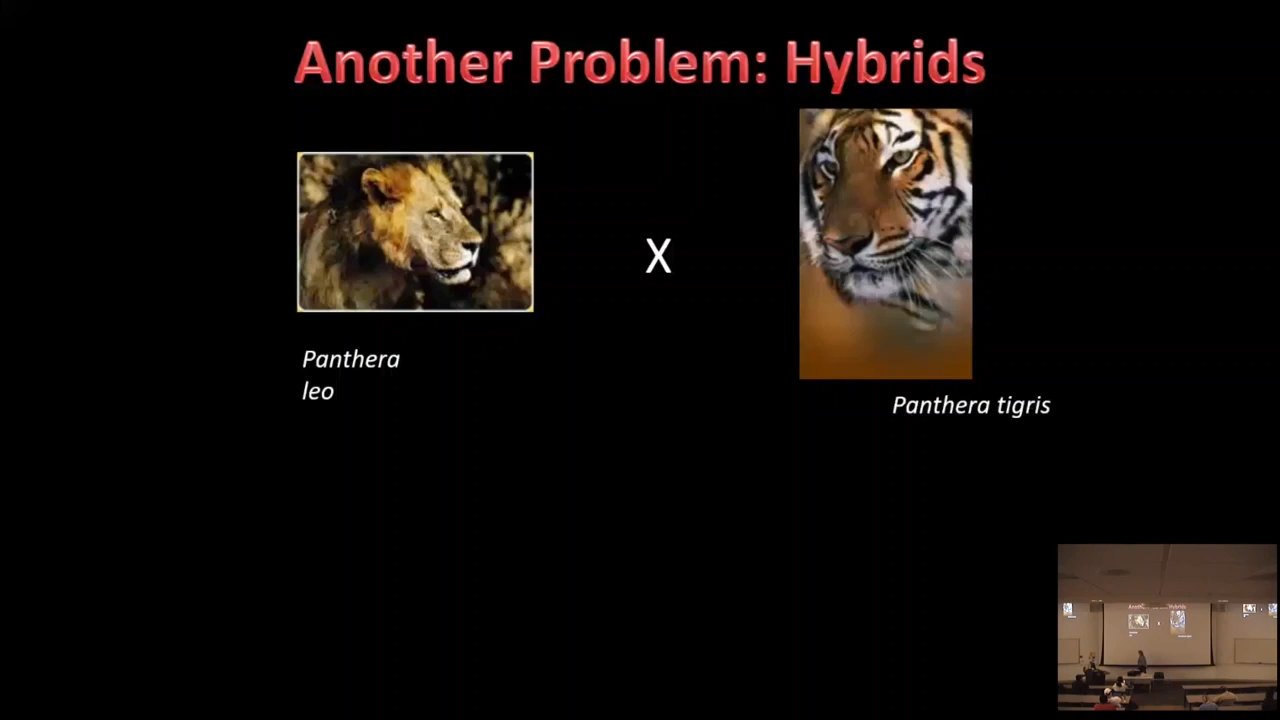 Another Problem: Hybrids
X
Panthera
leo
Panthera tigris